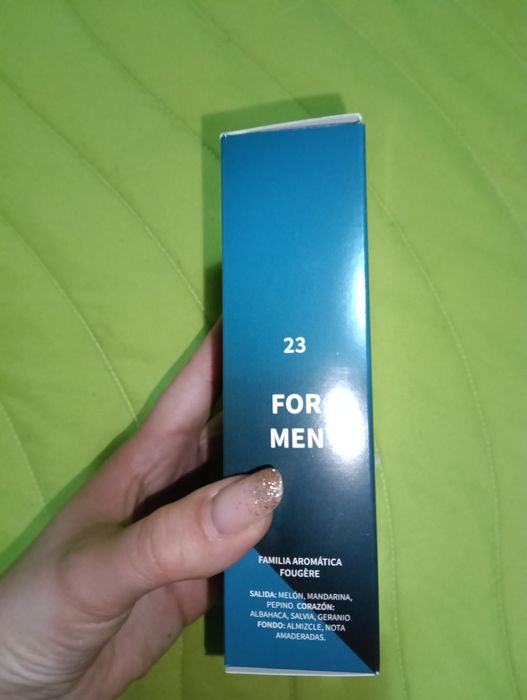 23
FOR
MEN
FAMILIA AROMÁTICA
FOUGÈRE
SALIDA: MELÓN, MANDARINA,
PEPINO. CORAZÓN:
ALBAHACA, SALVIA, GERANIO.
FONDO: ALMIZCLE, NOTA
AMADERADAS.